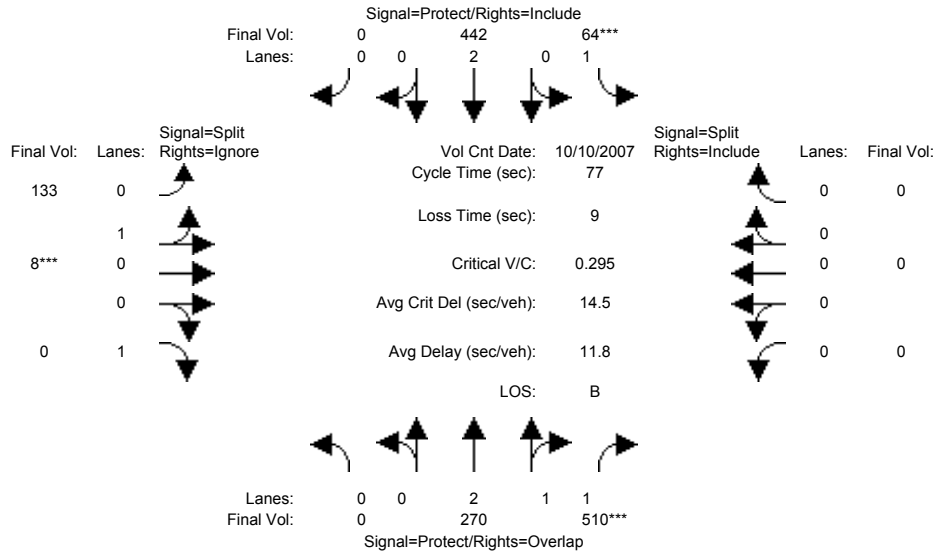 Signal=Protect/Rights=Include
Final Vol: 0 442 64***
Lanes: 0 0 2 0 1
Signal=Split
Final Vol: Lanes: Rights=Ignore
Vol Cnt Date: 10/10/2007
Signal=Split
Rights=Include Lanes: Final Vol:
Cycle Time (sec): 77
133 0
0 0
Loss Time (sec): 9
1
0
8*** 0
Critical V/C: 0.295
0 0
0
Avg Crit Del (sec/veh): 14.5
0
0 1
Avg Delay (sec/veh): 11.8
0 0
LOS: B
Lanes: 0 0 2 1 1
Final Vol: 0 270 510***
Signal=Protect/Rights=Overlap